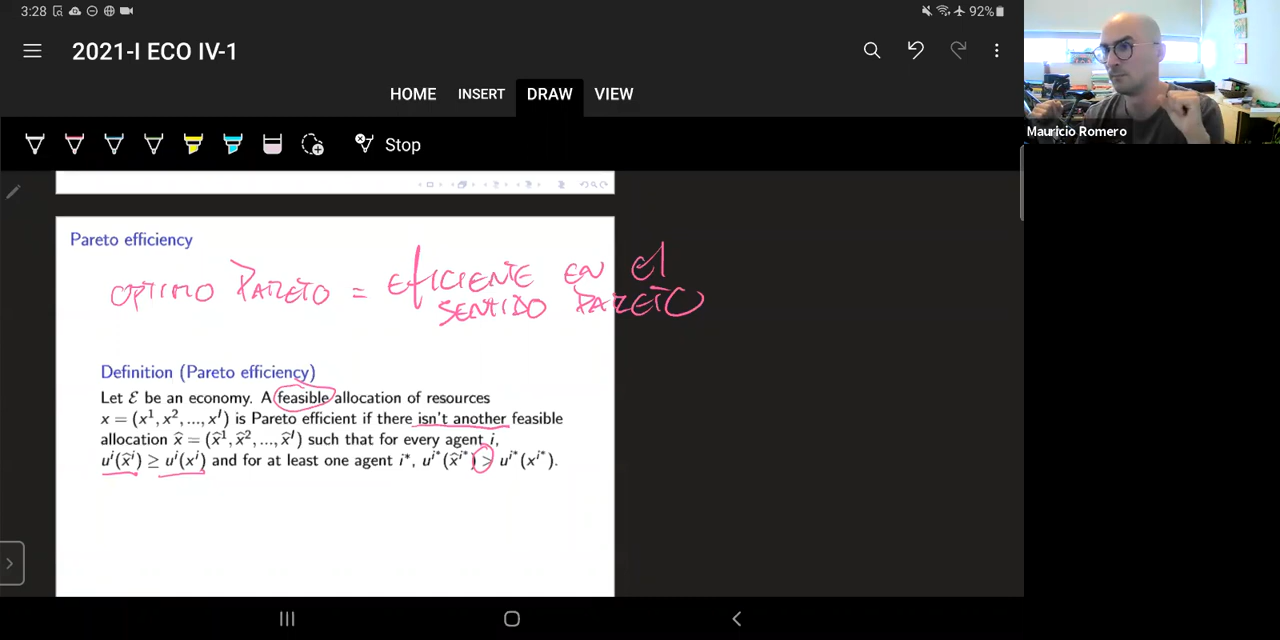 3:28
92%
2021-I ECO IV-1
HOME INSERT DRAW VIEW
Stop
Mauricio Romero
Pareto efficiency
OPTIMO PARETO = EFICIENTE EN El
SENTIDO PARETO
Definition (Pareto efficiency)
Let ℰ be an economy. A feasible allocation of resources
x = (x¹, x², ..., xᴵ) is Pareto efficient if there isn't another feasible
allocation x̂ = (x̂¹, x̂², ..., x̂ᴵ) such that for every agent i,
uⁱ(x̂ⁱ) ≥ uⁱ(xⁱ) and for at least one agent i*, uⁱ*(x̂ⁱ*) > uⁱ*(xⁱ*).